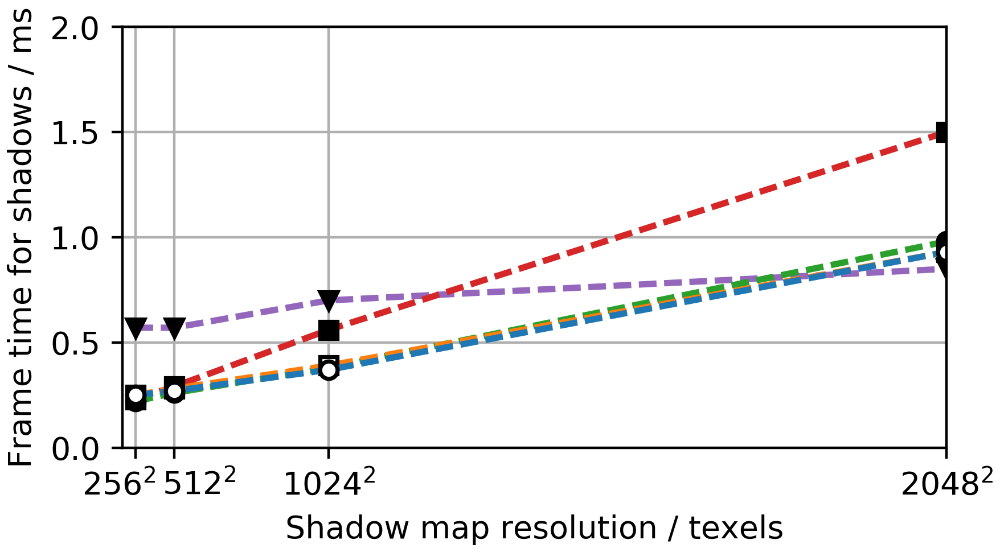 Frame time for shadows / ms
2.0
1.5
1.0
0.5
0.0
256² 512² 1024² 2048²
Shadow map resolution / texels